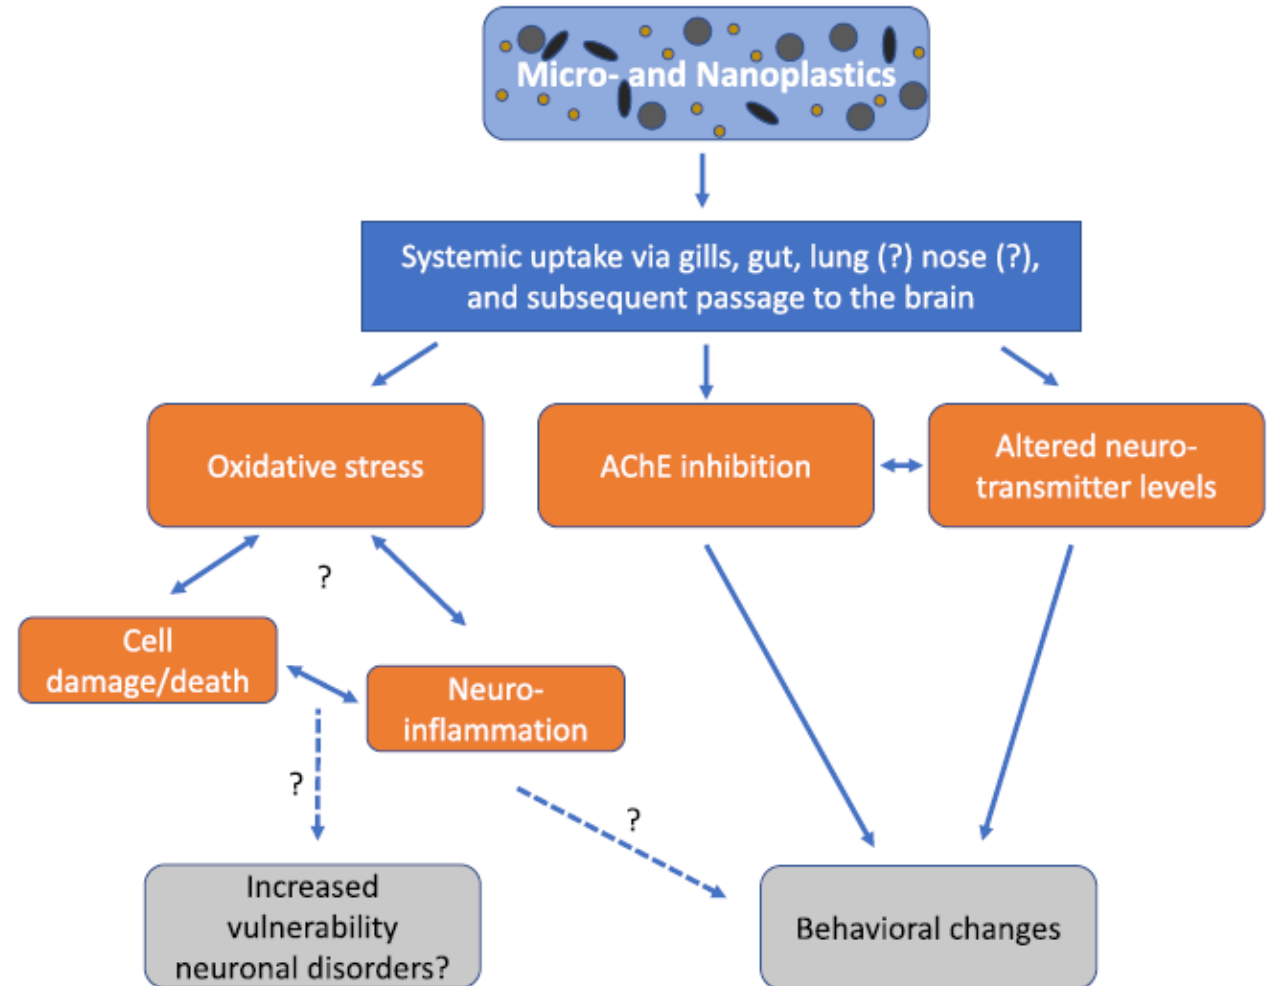 Micro- and Nanoplastics
Systemic uptake via gills, gut, lung (?) nose (?),
and subsequent passage to the brain
Oxidative stress
AChE inhibition
Altered neuro-
transmitter levels
?
Cell
damage/death
Neuro-
inflammation
?
?
Increased
vulnerability
neuronal disorders?
Behavioral changes